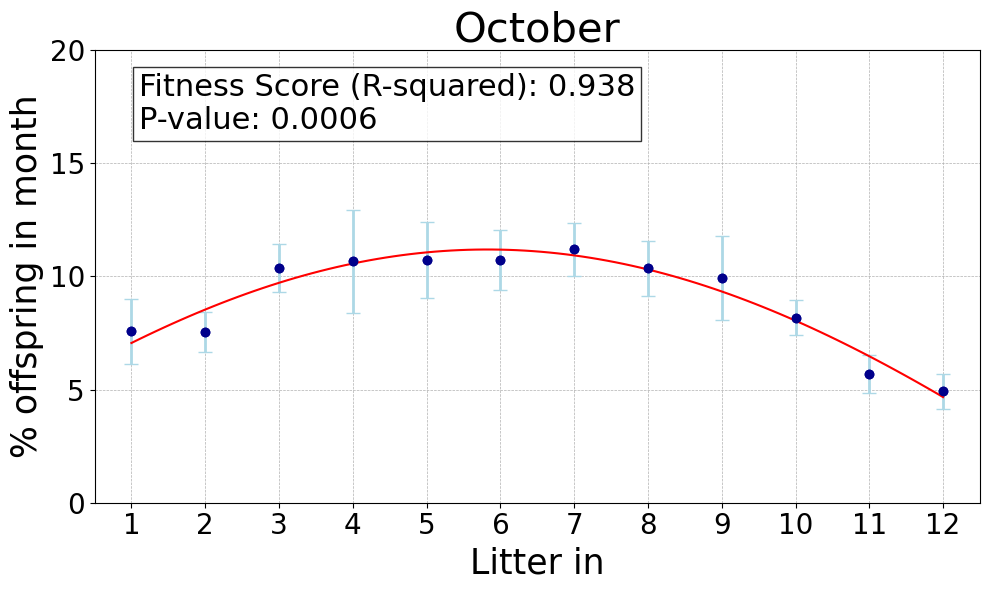 October
Fitness Score (R-squared): 0.938
P-value: 0.0006
% offspring in month
20
15
10
5
0
1 2 3 4 5 6 7 8 9 10 11 12
Litter in